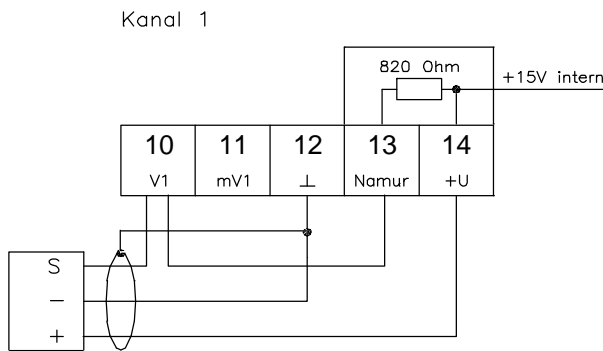 Kanal 1
820 Ohm
+15V intern
10 11 12 13 14
V1 mV1 ⊥ Namur +U
S
−
+